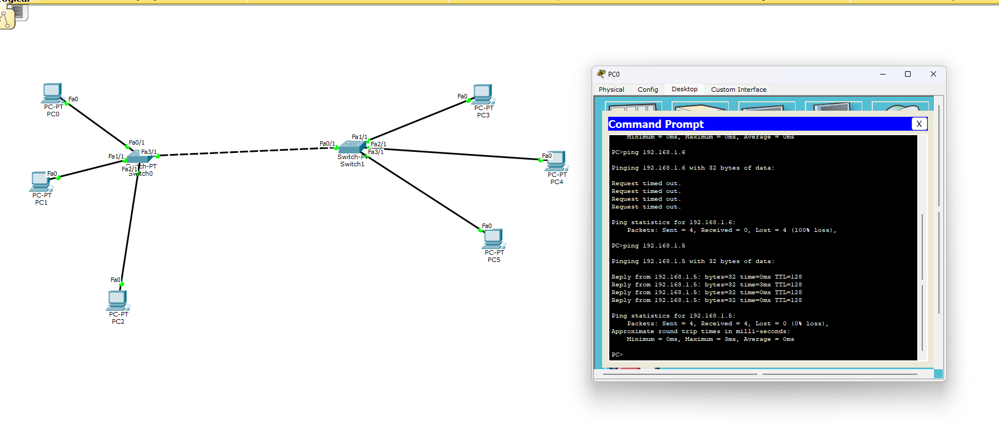 Logical
PC-PT
PC0
Fa0
Fa0/1
Fa1/1
Fa3/1
Fa2/1
Switch-PT
Switch0
Fa0
PC-PT
PC1
Fa0
PC-PT
PC2
Fa0/1
Fa1/1
Fa2/1
Fa3/1
Switch-PT
Switch1
Fa0
PC-PT
PC3
Fa0
PC-PT
PC4
Fa0
PC-PT
PC5
PC0
Physical Config Desktop Custom Interface
Command Prompt X
Minimum = 0ms, Maximum = 0ms, Average = 0ms
PC>ping 192.168.1.6
Pinging 192.168.1.6 with 32 bytes of data:
Request timed out.
Request timed out.
Request timed out.
Request timed out.
Ping statistics for 192.168.1.6:
Packets: Sent = 4, Received = 0, Lost = 4 (100% loss),
PC>ping 192.168.1.5
Pinging 192.168.1.5 with 32 bytes of data:
Reply from 192.168.1.5: bytes=32 time=0ms TTL=128
Reply from 192.168.1.5: bytes=32 time=3ms TTL=128
Reply from 192.168.1.5: bytes=32 time=0ms TTL=128
Reply from 192.168.1.5: bytes=32 time=0ms TTL=128
Ping statistics for 192.168.1.5:
Packets: Sent = 4, Received = 4, Lost = 0 (0% loss),
Approximate round trip times in milli-seconds:
Minimum = 0ms, Maximum = 3ms, Average = 0ms
PC>